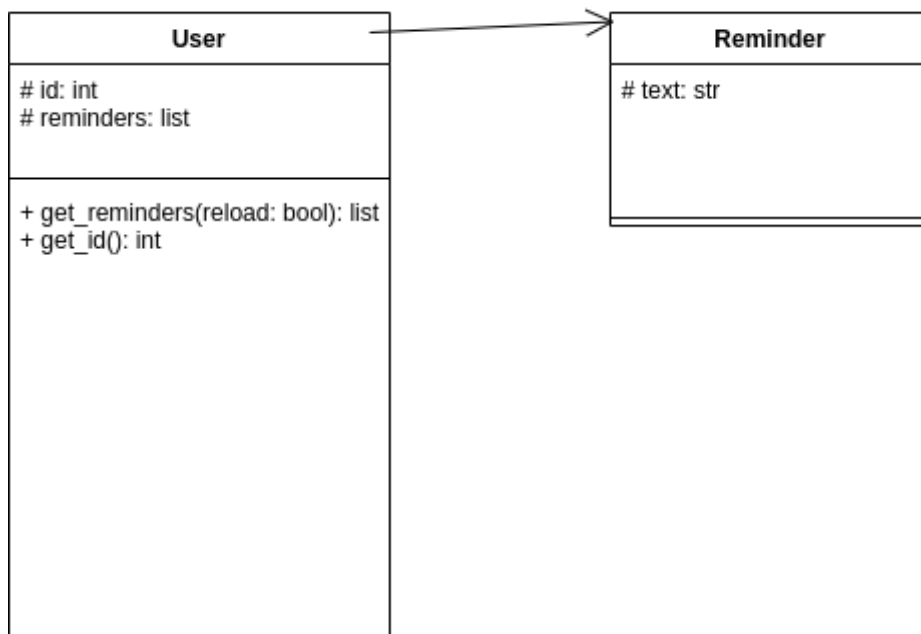 User
# id: int
# reminders: list
+ get_reminders(reload: bool): list
+ get_id(): int
Reminder
# text: str